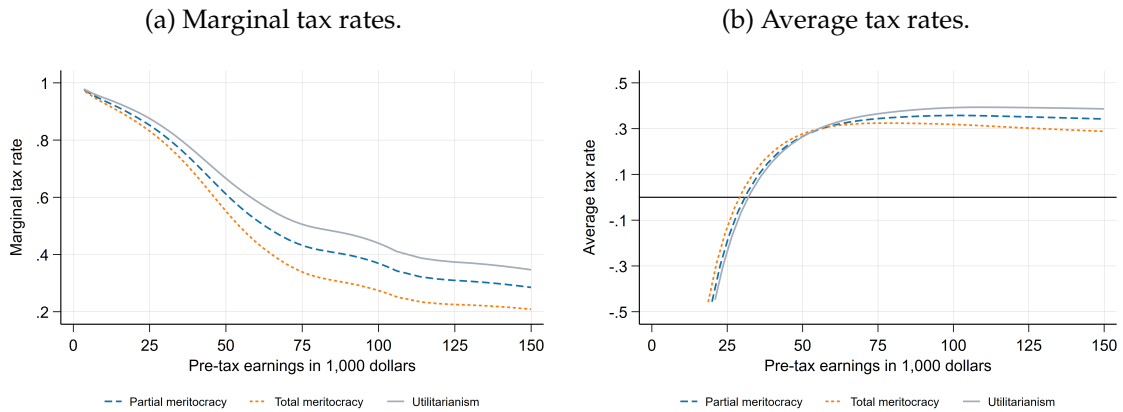 (a) Marginal tax rates.
1
.8
.6
.4
.2
Marginal tax rate
0 25 50 75 100 125 150
Pre-tax earnings in 1,000 dollars
Partial meritocracy Total meritocracy Utilitarianism
(b) Average tax rates.
.5
.3
.1
-.1
-.3
-.5
Average tax rate
0 25 50 75 100 125 150
Pre-tax earnings in 1,000 dollars
Partial meritocracy Total meritocracy Utilitarianism